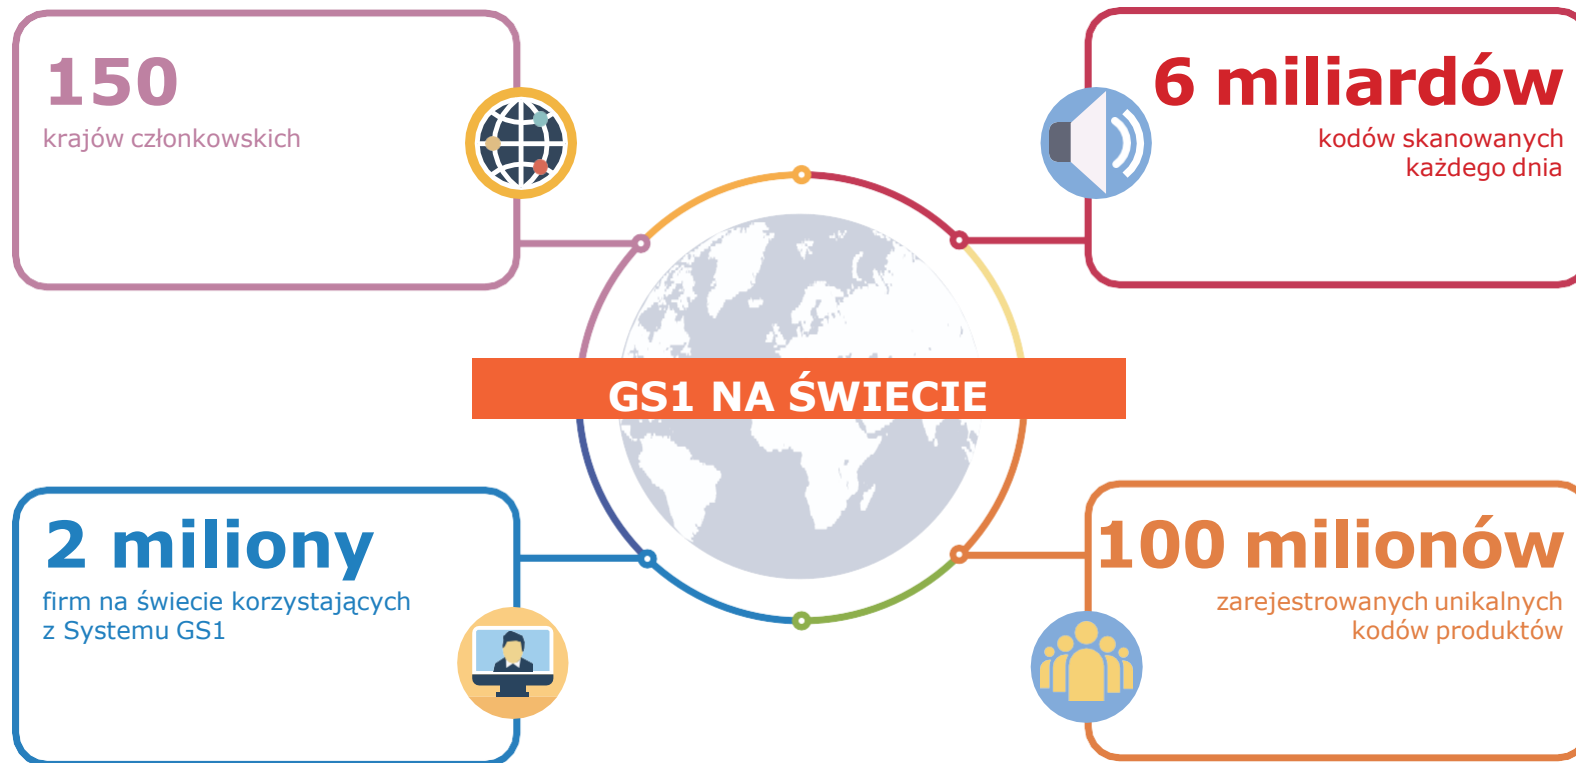 150
krajów członkowskich
6 miliardów
kodów skanowanych
każdego dnia
GS1 NA ŚWIECIE
2 miliony
firm na świecie korzystających
z Systemu GS1
100 milionów
zarejestrowanych unikalnych
kodów produktów